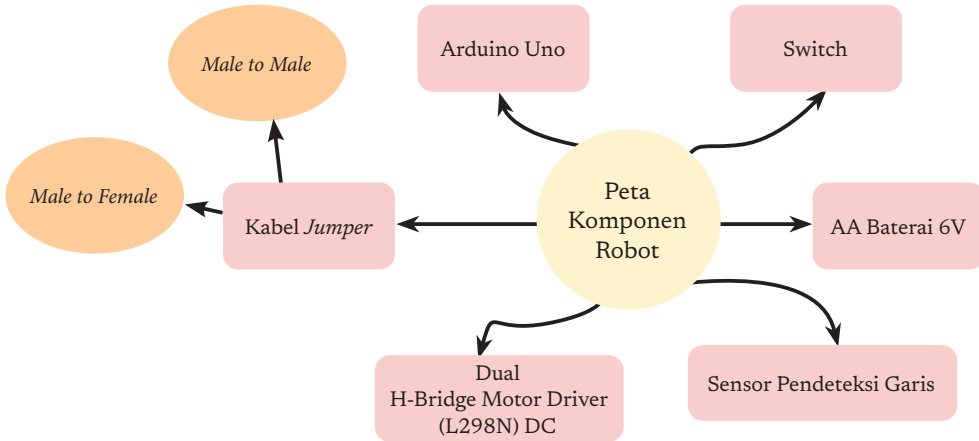 Arduino Uno
Switch
Male to Male
Male to Female
Kabel Jumper
Peta
Komponen
Robot
AA Baterai 6V
Dual
H-Bridge Motor Driver
(L298N) DC
Sensor Pendeteksi Garis